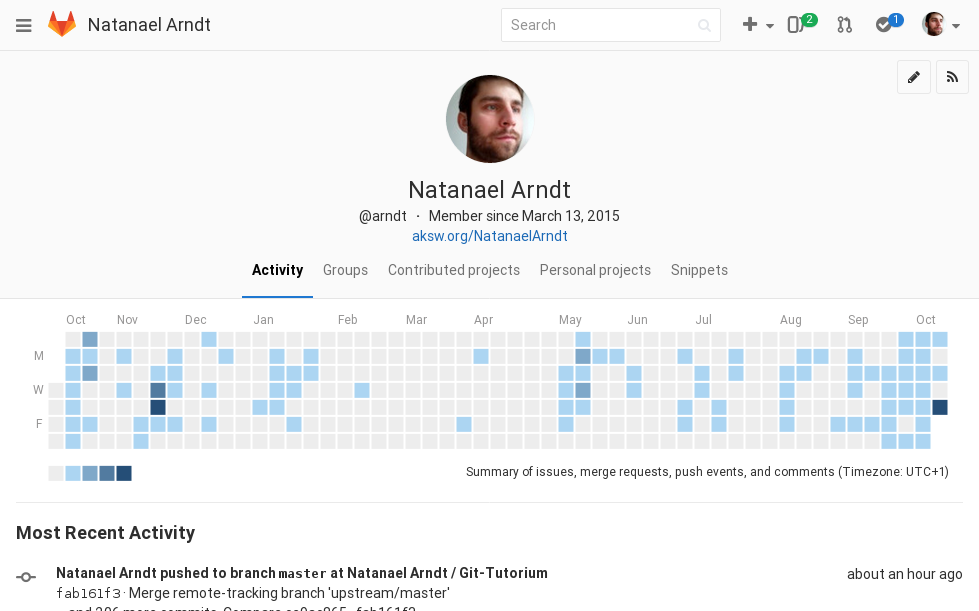 Natanael Arndt
Search
2
1
Natanael Arndt
@arndt · Member since March 13, 2015
aksw.org/NatanaelArndt
Activity Groups Contributed projects Personal projects Snippets
Oct Nov Dec Jan Feb Mar Apr May Jun Jul Aug Sep Oct
M
W
F
Summary of issues, merge requests, push events, and comments (Timezone: UTC+1)
Most Recent Activity
Natanael Arndt pushed to branch master at Natanael Arndt / Git-Tutorium
about an hour ago
fab161f3 · Merge remote-tracking branch 'upstream/master'